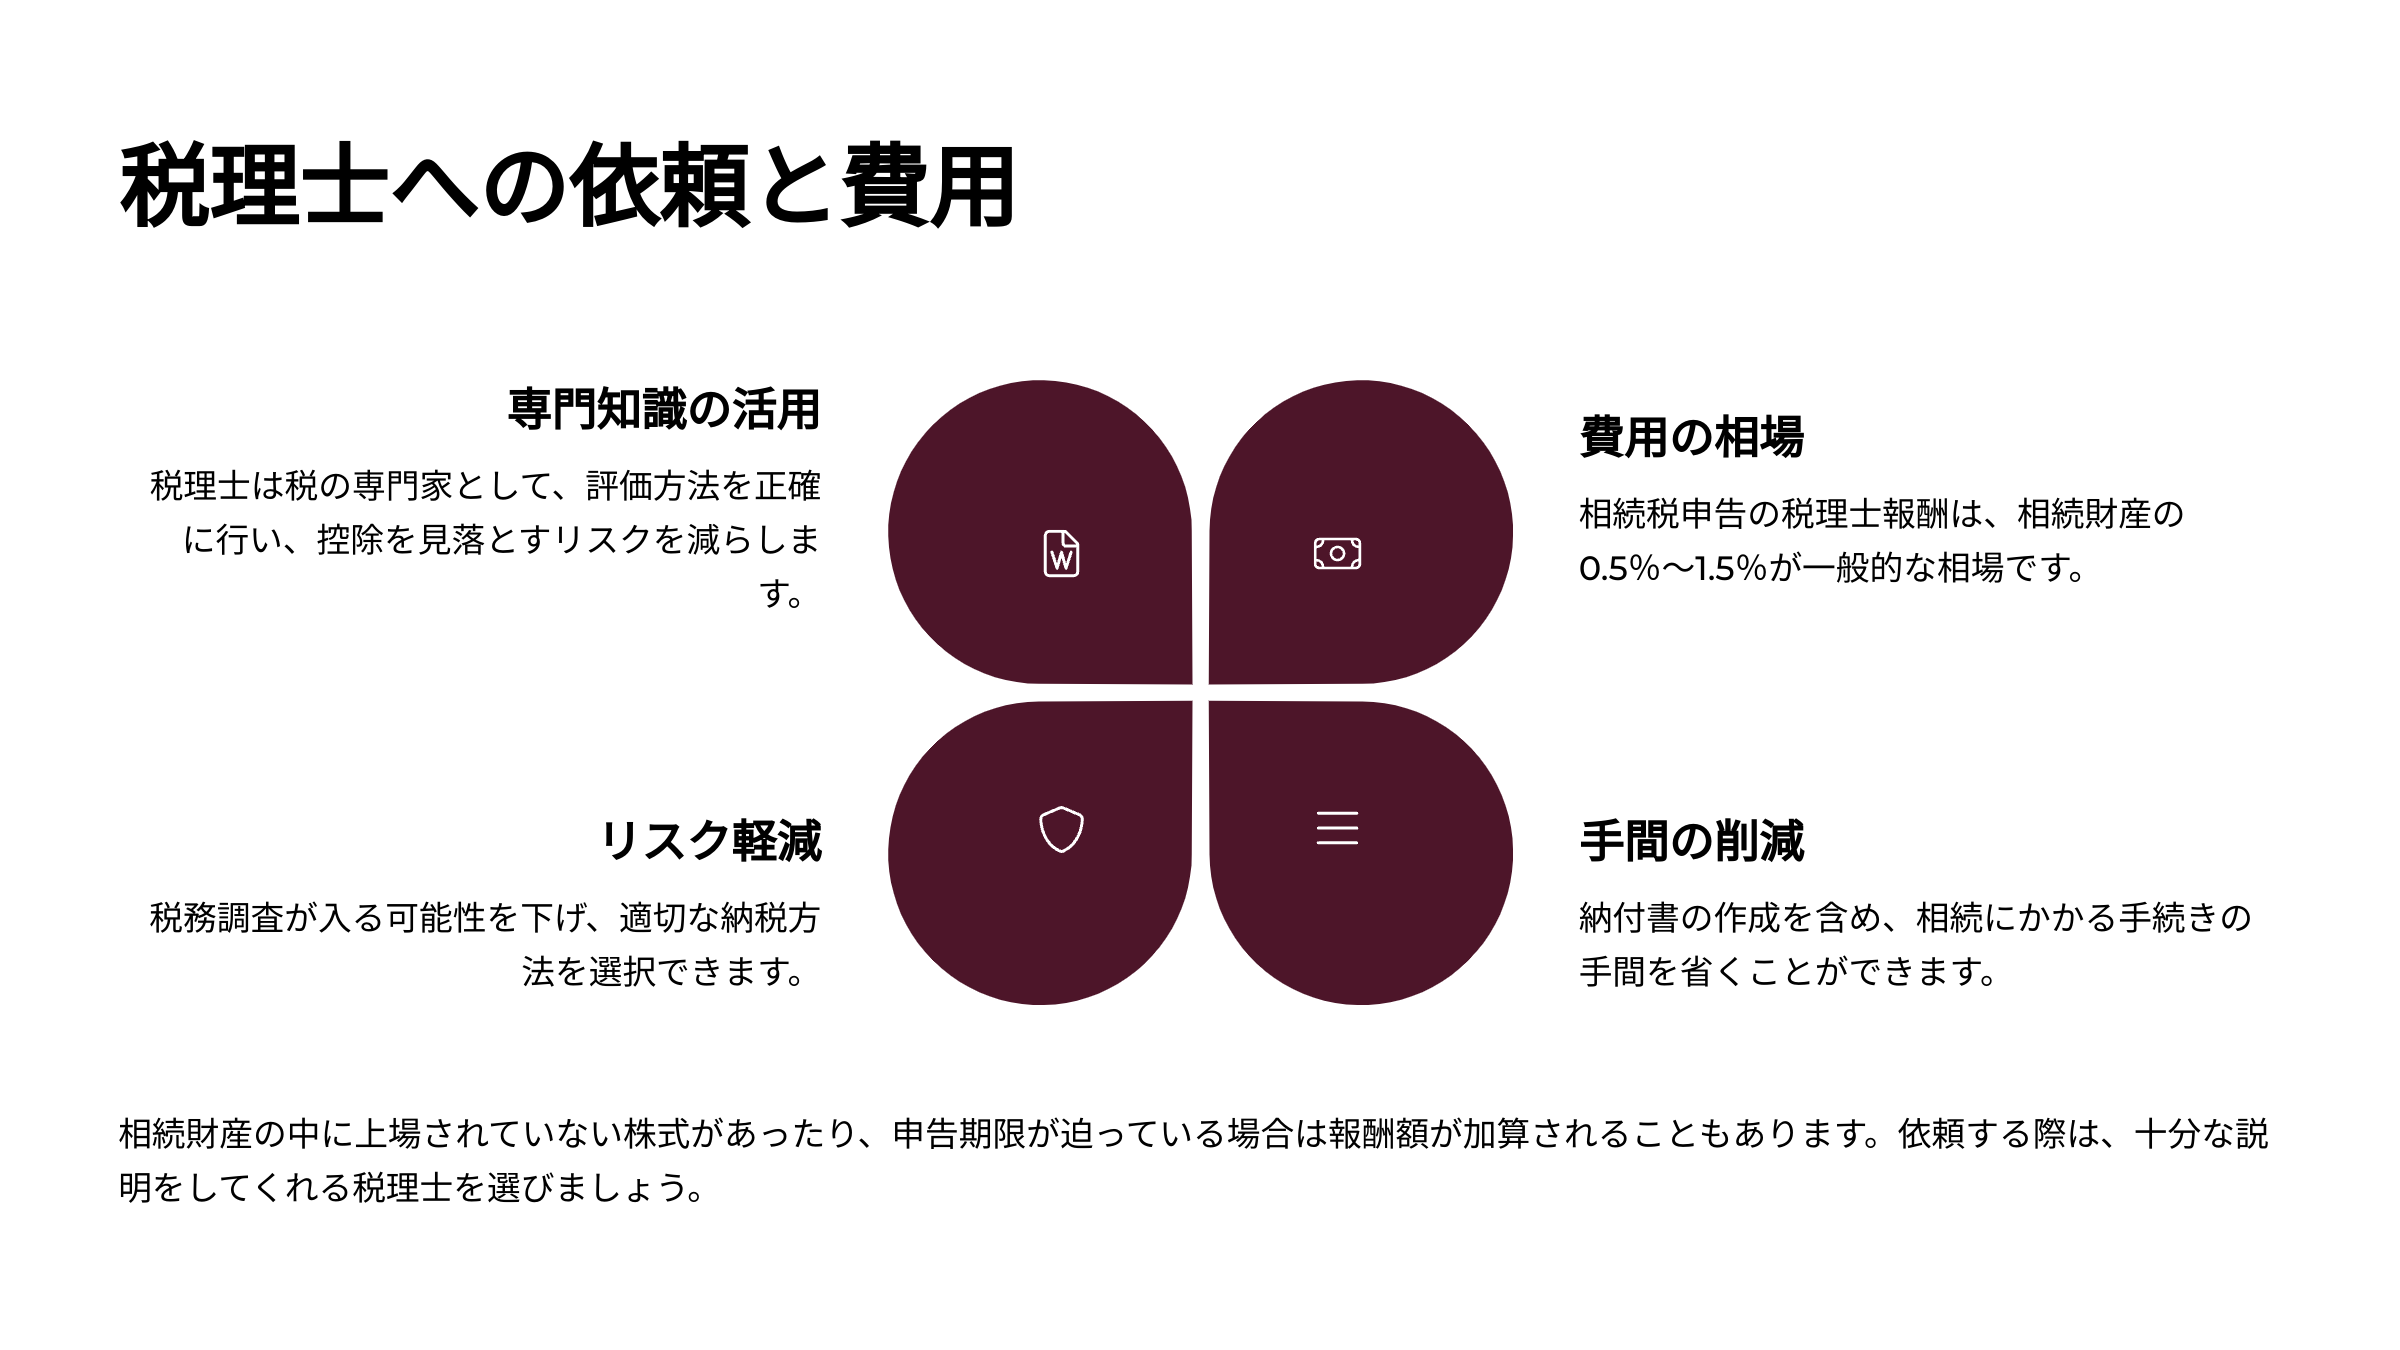 税理士への依頼と費用
専門知識の活用
税理士は税の専門家として、評価方法を正確
に行い、控除を見落とすリスクを減らしま
す。
費用の相場
相続税申告の税理士報酬は、相続財産の
0.5%〜1.5%が一般的な相場です。
リスク軽減
税務調査が入る可能性を下げ、適切な納税方
法を選択できます。
手間の削減
納付書の作成を含め、相続にかかる手続きの
手間を省くことができます。
相続財産の中に上場されていない株式があったり、申告期限が迫っている場合は報酬額が加算されることもあります。依頼する際は、十分な説
明をしてくれる税理士を選びましょう。